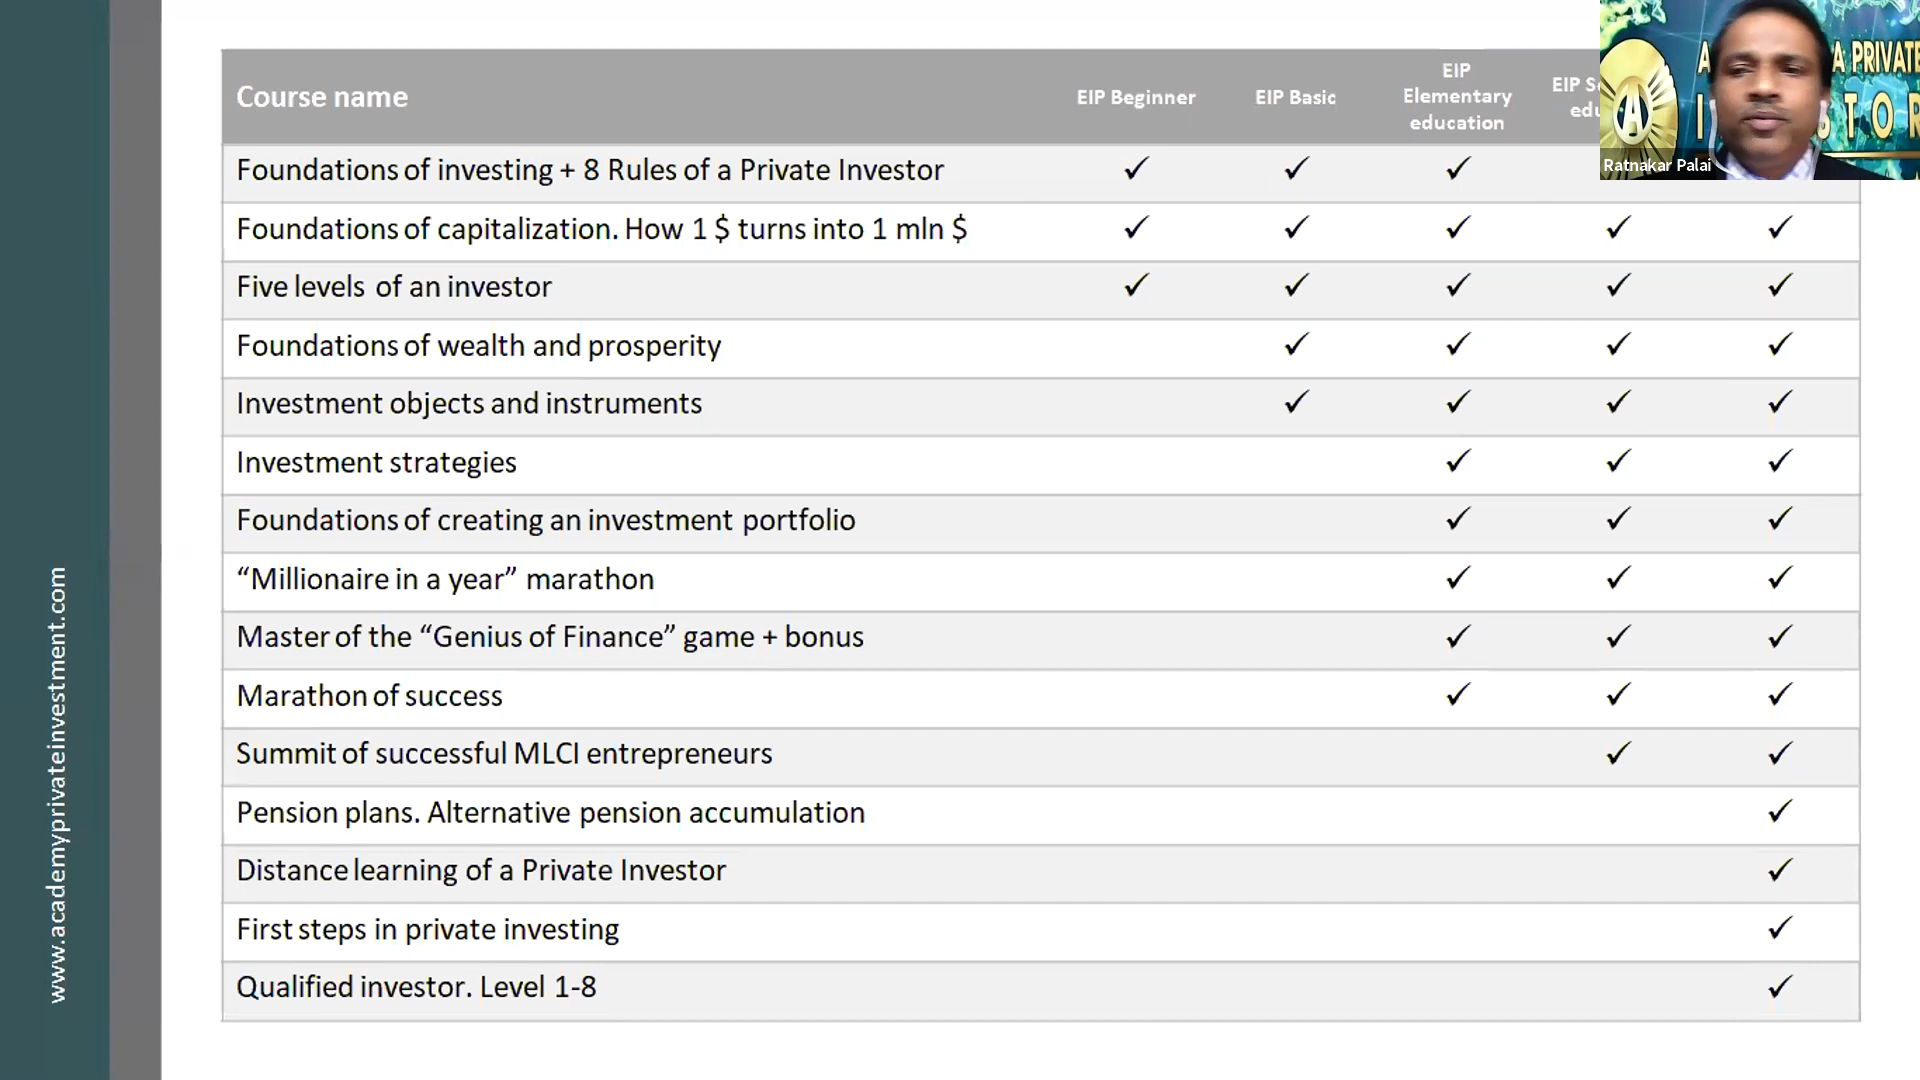 Course name
EIP Beginner
EIP Basic
EIP
Elementary
education
EIP
Foundations of investing + 8 Rules of a Private Investor ✓ ✓ ✓
Foundations of capitalization. How 1 $ turns into 1 mln $ ✓ ✓ ✓ ✓ ✓
Five levels of an investor ✓ ✓ ✓ ✓ ✓
Foundations of wealth and prosperity ✓ ✓ ✓ ✓
Investment objects and instruments ✓ ✓ ✓ ✓
Investment strategies ✓ ✓ ✓
Foundations of creating an investment portfolio ✓ ✓ ✓
“Millionaire in a year” marathon ✓ ✓ ✓
Master of the “Genius of Finance” game + bonus ✓ ✓ ✓
Marathon of success ✓ ✓ ✓
Summit of successful MLCI entrepreneurs ✓ ✓
Pension plans. Alternative pension accumulation ✓
Distance learning of a Private Investor ✓
First steps in private investing ✓
Qualified investor. Level 1-8 ✓
www.academyprivateinvestment.com
A PRIVATE
Ratnakar Palai